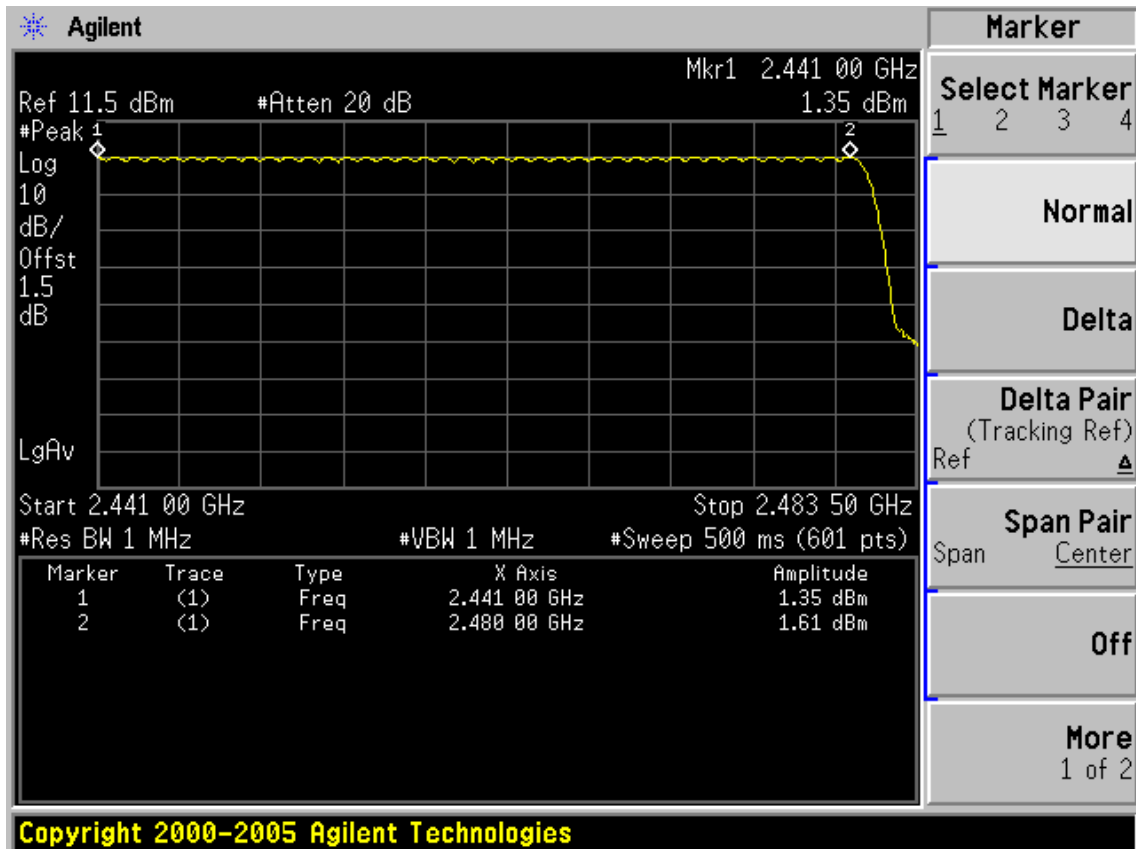 Agilent
Mkr1 2.441 00 GHz
Ref 11.5 dBm #Atten 20 dB 1.35 dBm
#Peak
Log
10
dB/
Offst
1.5
dB
LgAv
1
2
Start 2.441 00 GHz Stop 2.483 50 GHz
#Res BW 1 MHz #VBW 1 MHz #Sweep 500 ms (601 pts)
Marker Trace Type X Axis Amplitude
1 (1) Freq 2.441 00 GHz 1.35 dBm
2 (1) Freq 2.480 00 GHz 1.61 dBm
Marker
Select Marker
1 2 3 4
Normal
Delta
Delta Pair
(Tracking Ref)
Ref Δ
Span Pair
Span Center
Off
More
1 of 2
Copyright 2000-2005 Agilent Technologies